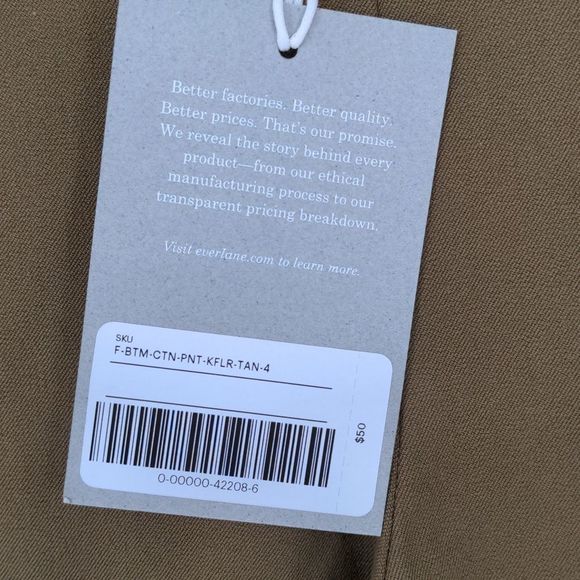 Better factories. Better quality.
Better prices. That's our promise.
We reveal the story behind every
product—from our ethical
manufacturing process to our
transparent pricing breakdown.
Visit everlane.com to learn more.
SKU
F-BTM-CTN-PNT-KFLR-TAN-4
$50
0-00000-42208-6